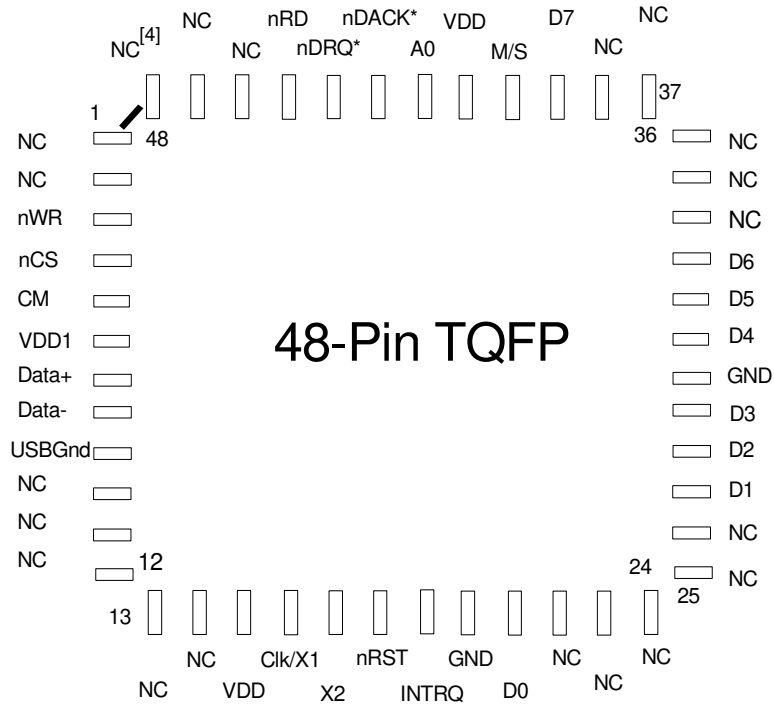 nRD nDACK* D7 NC
NC VDD
NC[4] NC nDRQ* A0 M/S NC
1 48 37 36
NC NC
NC NC
nWR NC
nCS D6
CM D5
VDD1 D4
48-Pin TQFP
Data+ GND
Data- D3
USBGnd D2
NC D1
NC NC
NC 12 24 NC
13 25
NC Clk/X1 nRST GND NC NC
NC VDD X2 INTRQ D0 NC